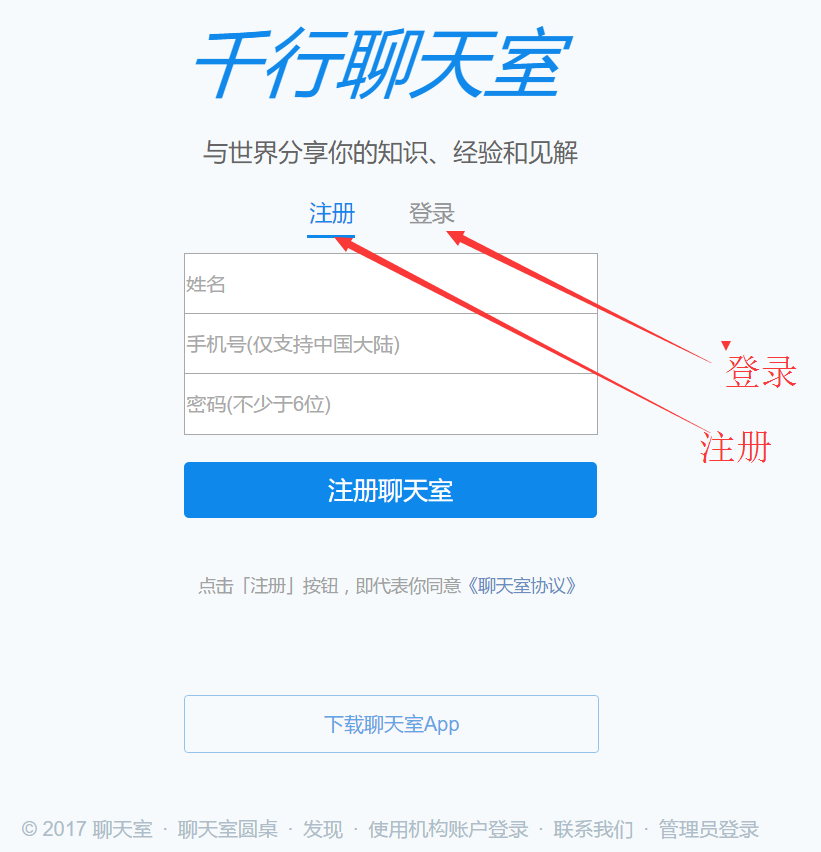 千行聊天室
与世界分享你的知识、经验和见解
注册 登录
姓名
手机号(仅支持中国大陆)
登录
密码(不少于6位)
注册
注册聊天室
点击「注册」按钮，即代表你同意《聊天室协议》
下载聊天室App
© 2017 聊天室 · 聊天室圆桌 · 发现 · 使用机构账户登录 · 联系我们 · 管理员登录